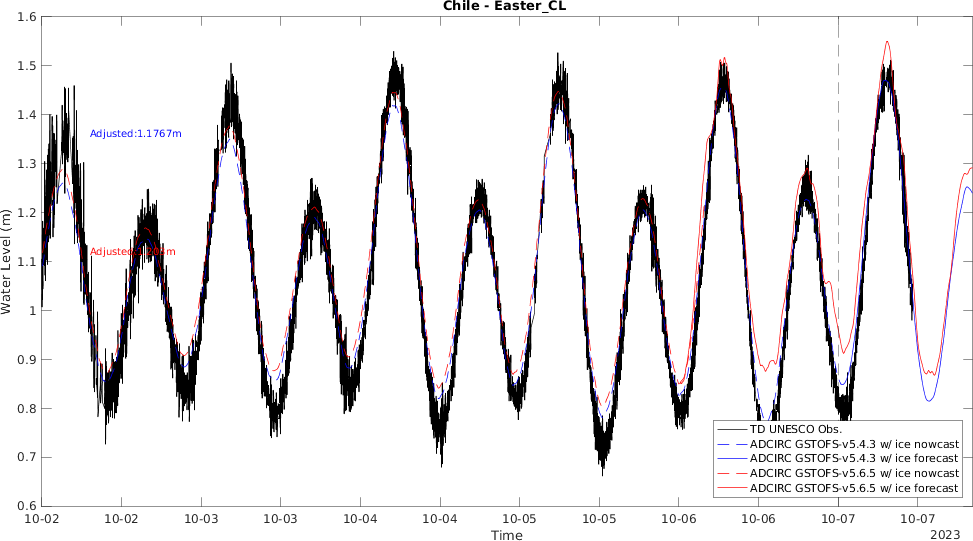 Chile - Easter_CL
1.6
1.5
1.4
1.3
1.2
1.1
1
0.9
0.8
0.7
0.6
Water Level (m)
Adjusted:1.1767m
Adjusted:
TD UNESCO Obs.
ADCIRC GSTOFS-v5.4.3 w/ ice nowcast
ADCIRC GSTOFS-v5.4.3 w/ ice forecast
ADCIRC GSTOFS-v5.6.5 w/ ice nowcast
ADCIRC GSTOFS-v5.6.5 w/ ice forecast
10-02 10-02 10-03 10-03 10-04 10-04 10-05 10-05 10-06 10-06 10-07 10-07
Time
2023